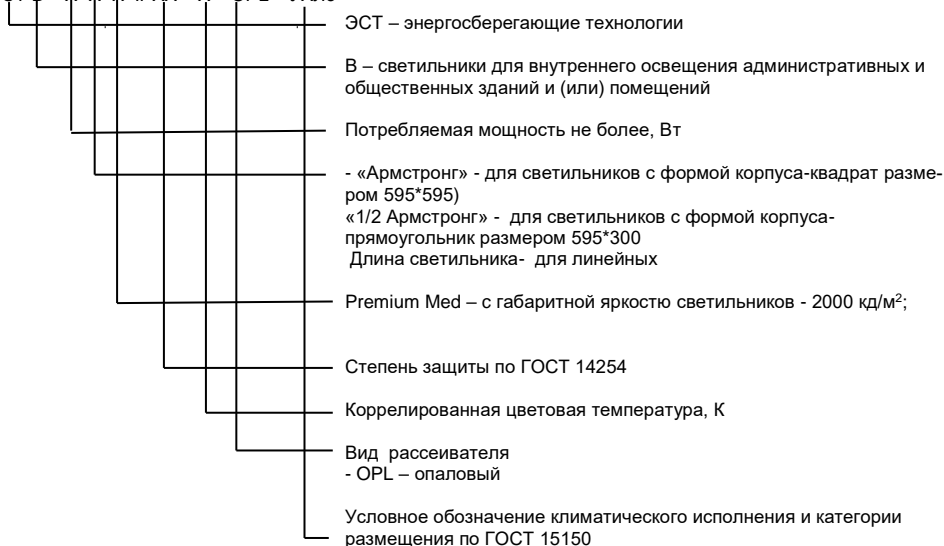 ЭСТ – энергосберегающие технологии
В – светильники для внутреннего освещения административных и
общественных зданий и (или) помещений
Потребляемая мощность не более, Вт
- «Армстронг» - для светильников с формой корпуса-квадрат разме-
ром 595*595)
«1/2 Армстронг» - для светильников с формой корпуса-
прямоугольник размером 595*300
Длина светильника- для линейных
Premium Med – с габаритной яркостью светильников - 2000 кд/м²;
Степень защиты по ГОСТ 14254
Коррелированная цветовая температура, К
Вид рассеивателя
- OPL – опаловый
Условное обозначение климатического исполнения и категории
размещения по ГОСТ 15150